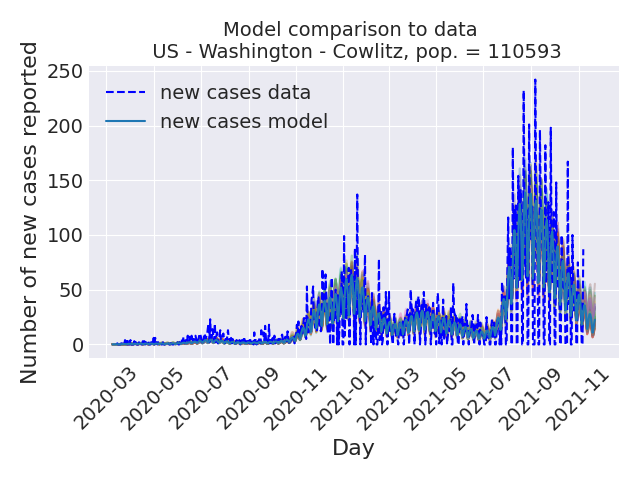 Model comparison to data
US - Washington - Cowlitz, pop. = 110593
Number of new cases reported
250
200
150
100
50
0
new cases data
new cases model
2020-03
2020-05
2020-07
2020-09
2020-11
2021-01
2021-03
2021-05
2021-07
2021-09
2021-11
Day